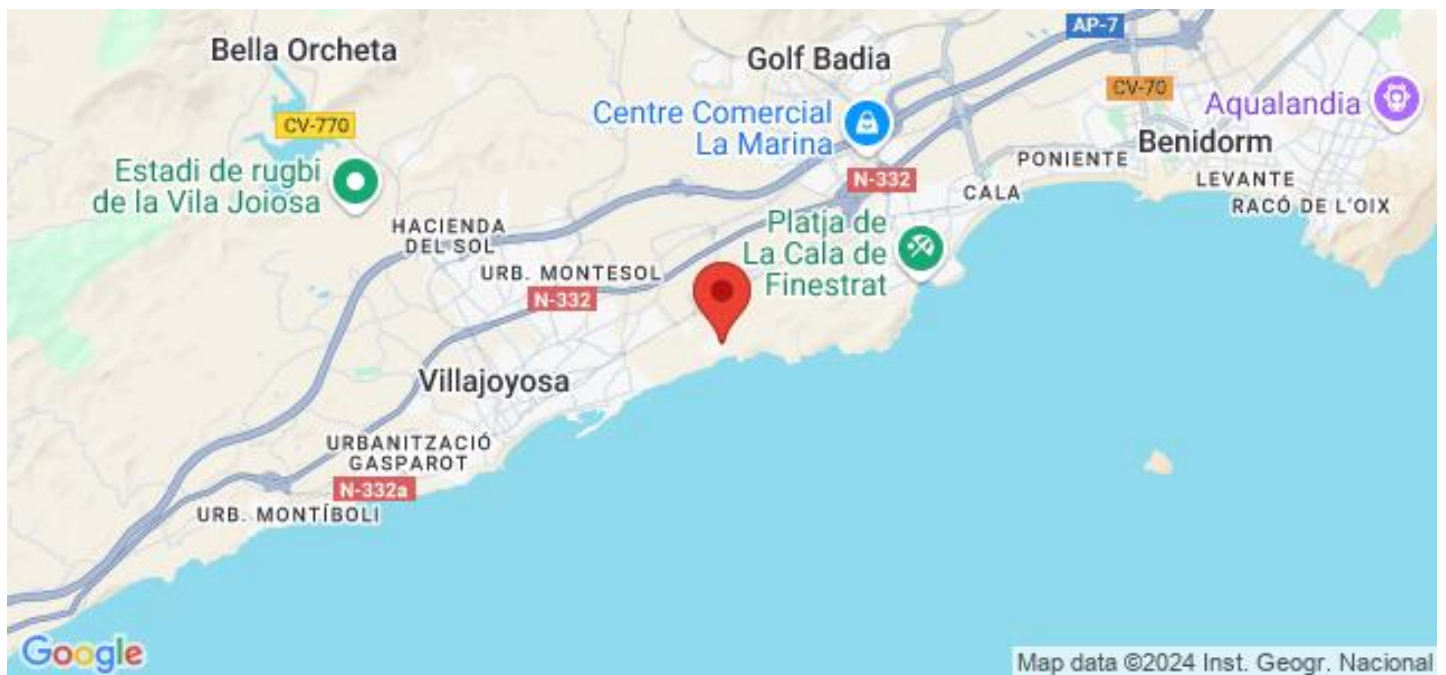 AP-7
Bella Orcheta
Golf Badia
CV-70
Aqualandia
Centre Comercial
La Marina
CV-770
Benidorm
PONIENTE
Estadi de rugbi
de la Vila Joiosa
N-332
LEVANTE
CALA
RACÓ DE L'OIX
HACIENDA
DEL SOL
Platja de
La Cala de
Finestrat
URB. MONTESOL
N-332
Villajoyosa
URBANITZACIÓ
GASPAROT
N-332a
URB. MONTÍBOLI
Google
Map data ©2024 Inst. Geogr. Nacional